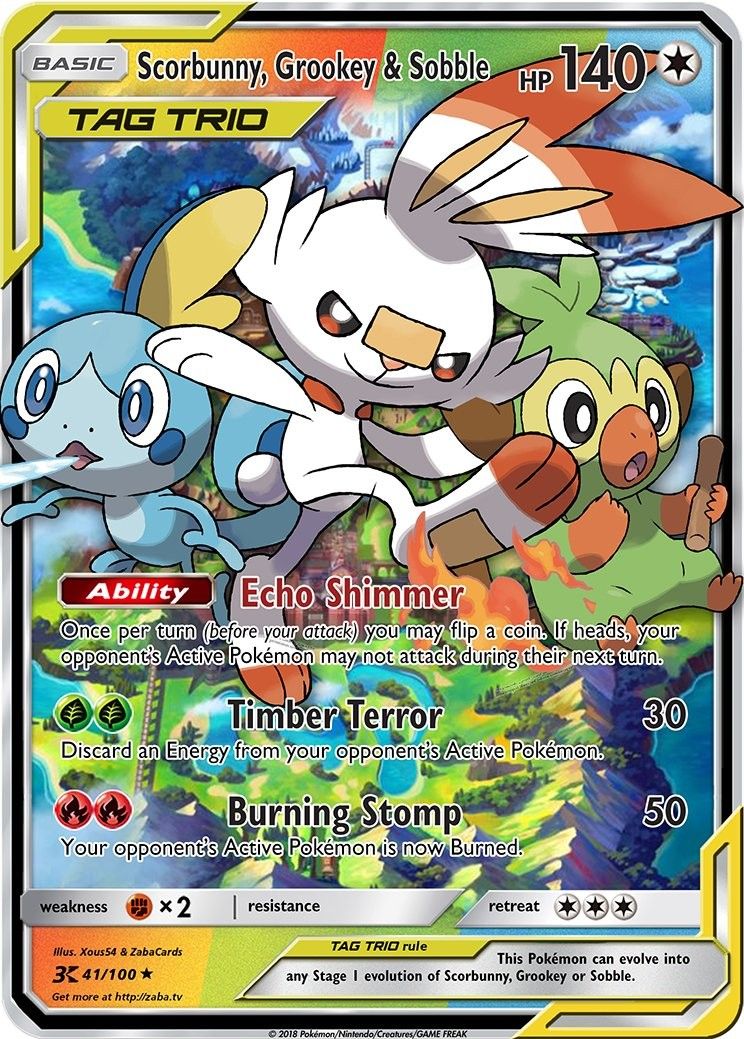 BASIC Scorbunny, Grookey & Sobble HP 140
TAG TRIO
Ability Echo Shimmer
Once per turn (before your attack) you may flip a coin. If heads, your
opponent's Active Pokémon may not attack during their next turn.
Timber Terror 30
Discard an Energy from your opponent's Active Pokémon.
Burning Stomp 50
Your opponent's Active Pokémon is now Burned.
weakness ×2 resistance retreat
Illus. Xous54 & ZabaCards
3K 41/100 ★
Get more at http://zaba.tv
TAG TRIO rule
This Pokémon can evolve into
any Stage 1 evolution of Scorbunny, Grookey or Sobble.
© 2018 Pokémon/Nintendo/Creatures/GAME FREAK